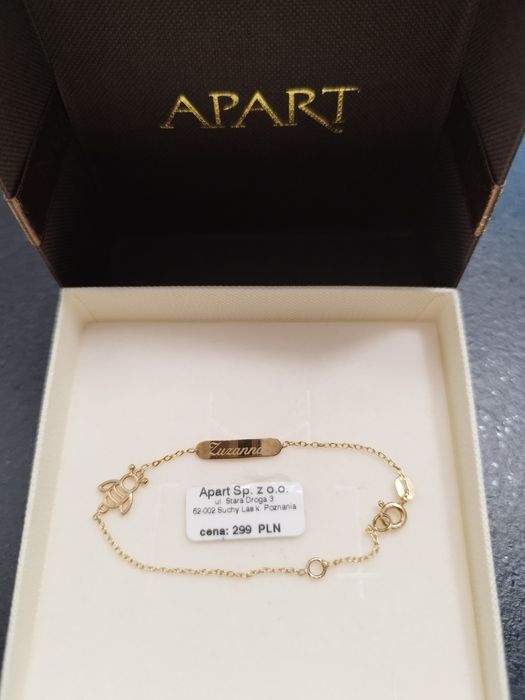 APART
Zuzanna
Apart Sp. z o.o.
ul. Stara Droga 3
62-002 Suchy Las k. Poznania
cena: 299 PLN